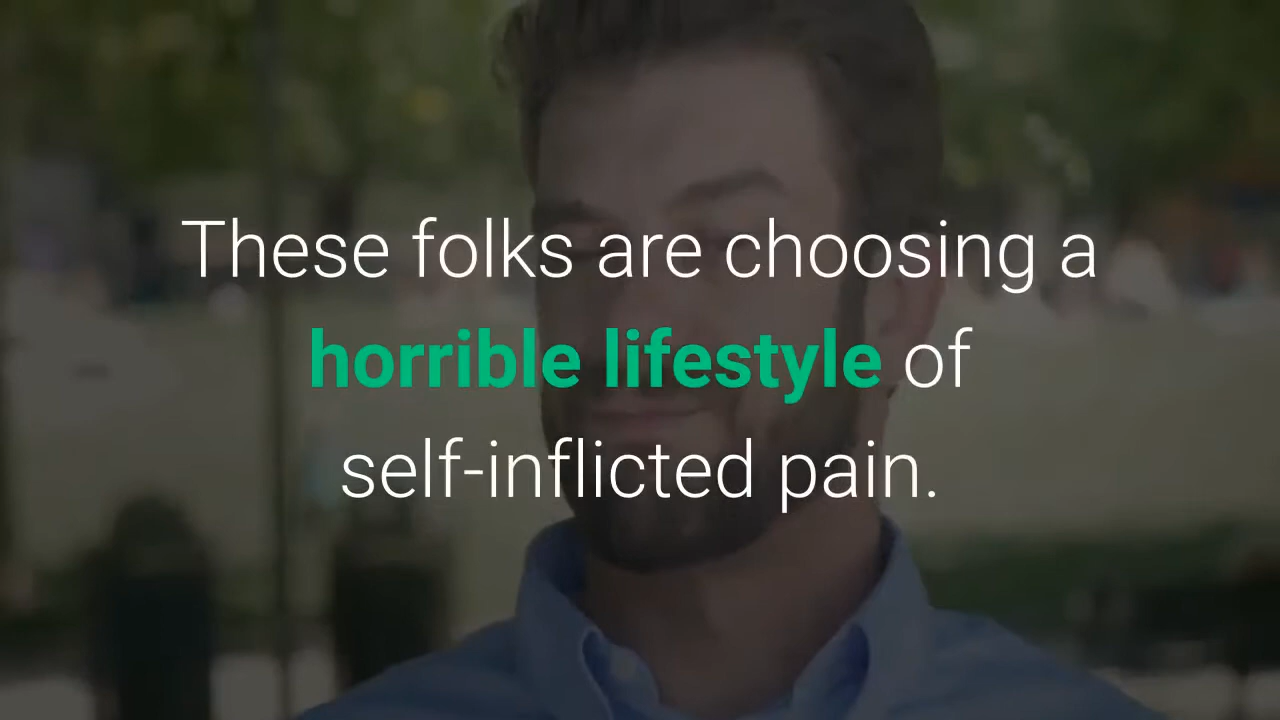 These folks are choosing a
horrible lifestyle of
self-inflicted pain.